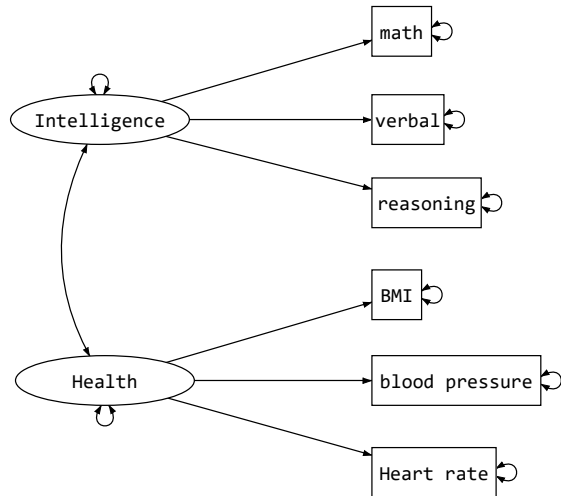 math
Intelligence
verbal
reasoning
BMI
Health
blood pressure
Heart rate